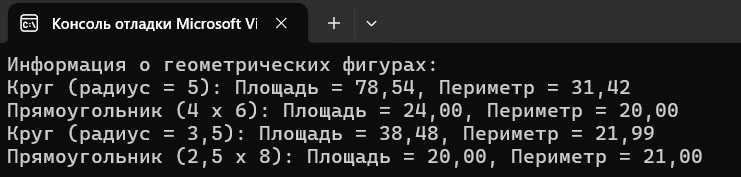 Консоль отладки Microsoft Vi
Информация о геометрических фигурах:
Круг (радиус = 5): Площадь = 78,54, Периметр = 31,42
Прямоугольник (4 x 6): Площадь = 24,00, Периметр = 20,00
Круг (радиус = 3,5): Площадь = 38,48, Периметр = 21,99
Прямоугольник (2,5 x 8): Площадь = 20,00, Периметр = 21,00